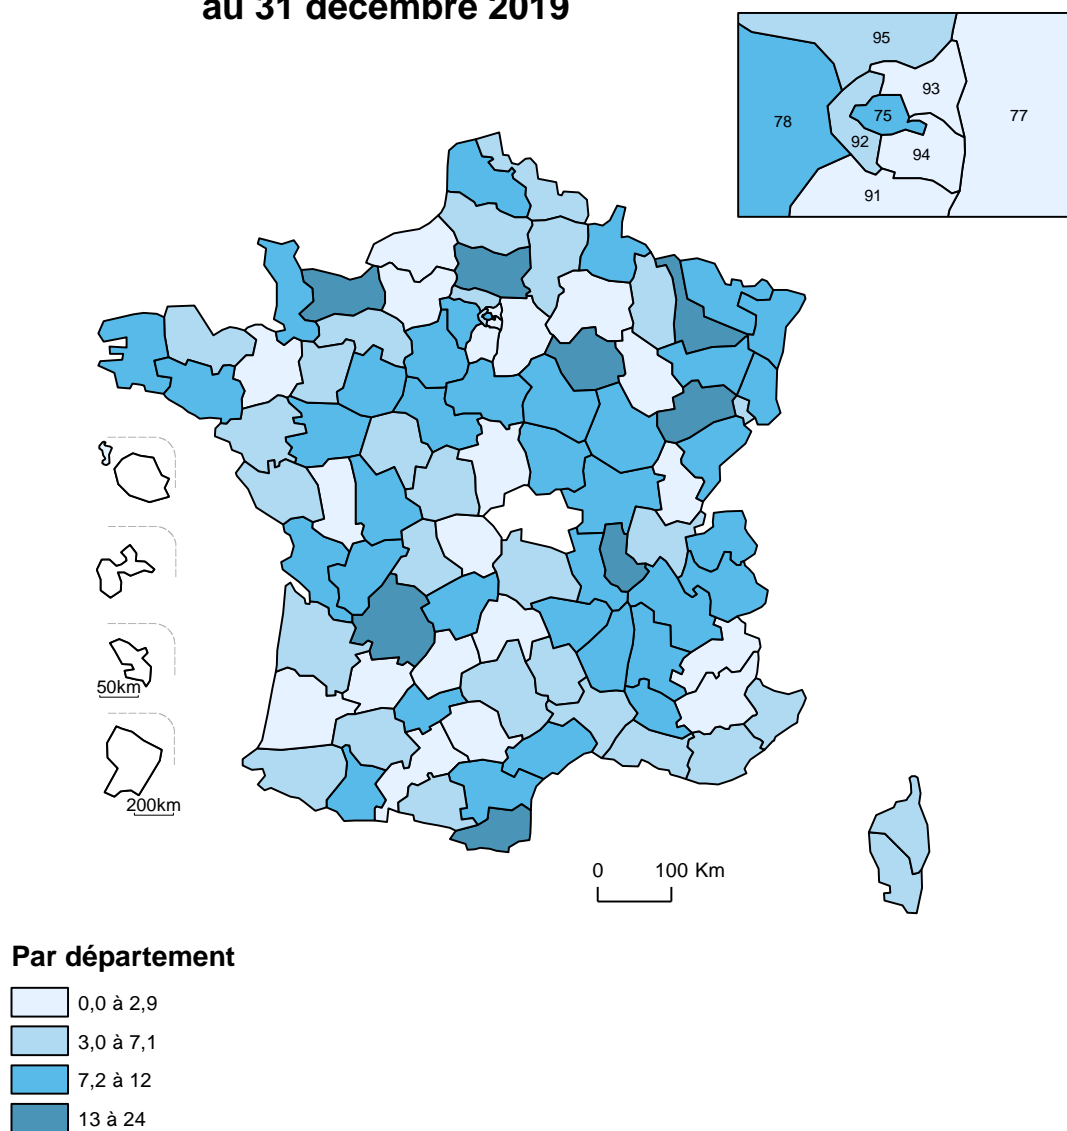 au 31 décembre 2019
95
93
78
75
77
92
94
91
50km
200km
0 100 Km
Par département
0,0 à 2,9
3,0 à 7,1
7,2 à 12
13 à 24